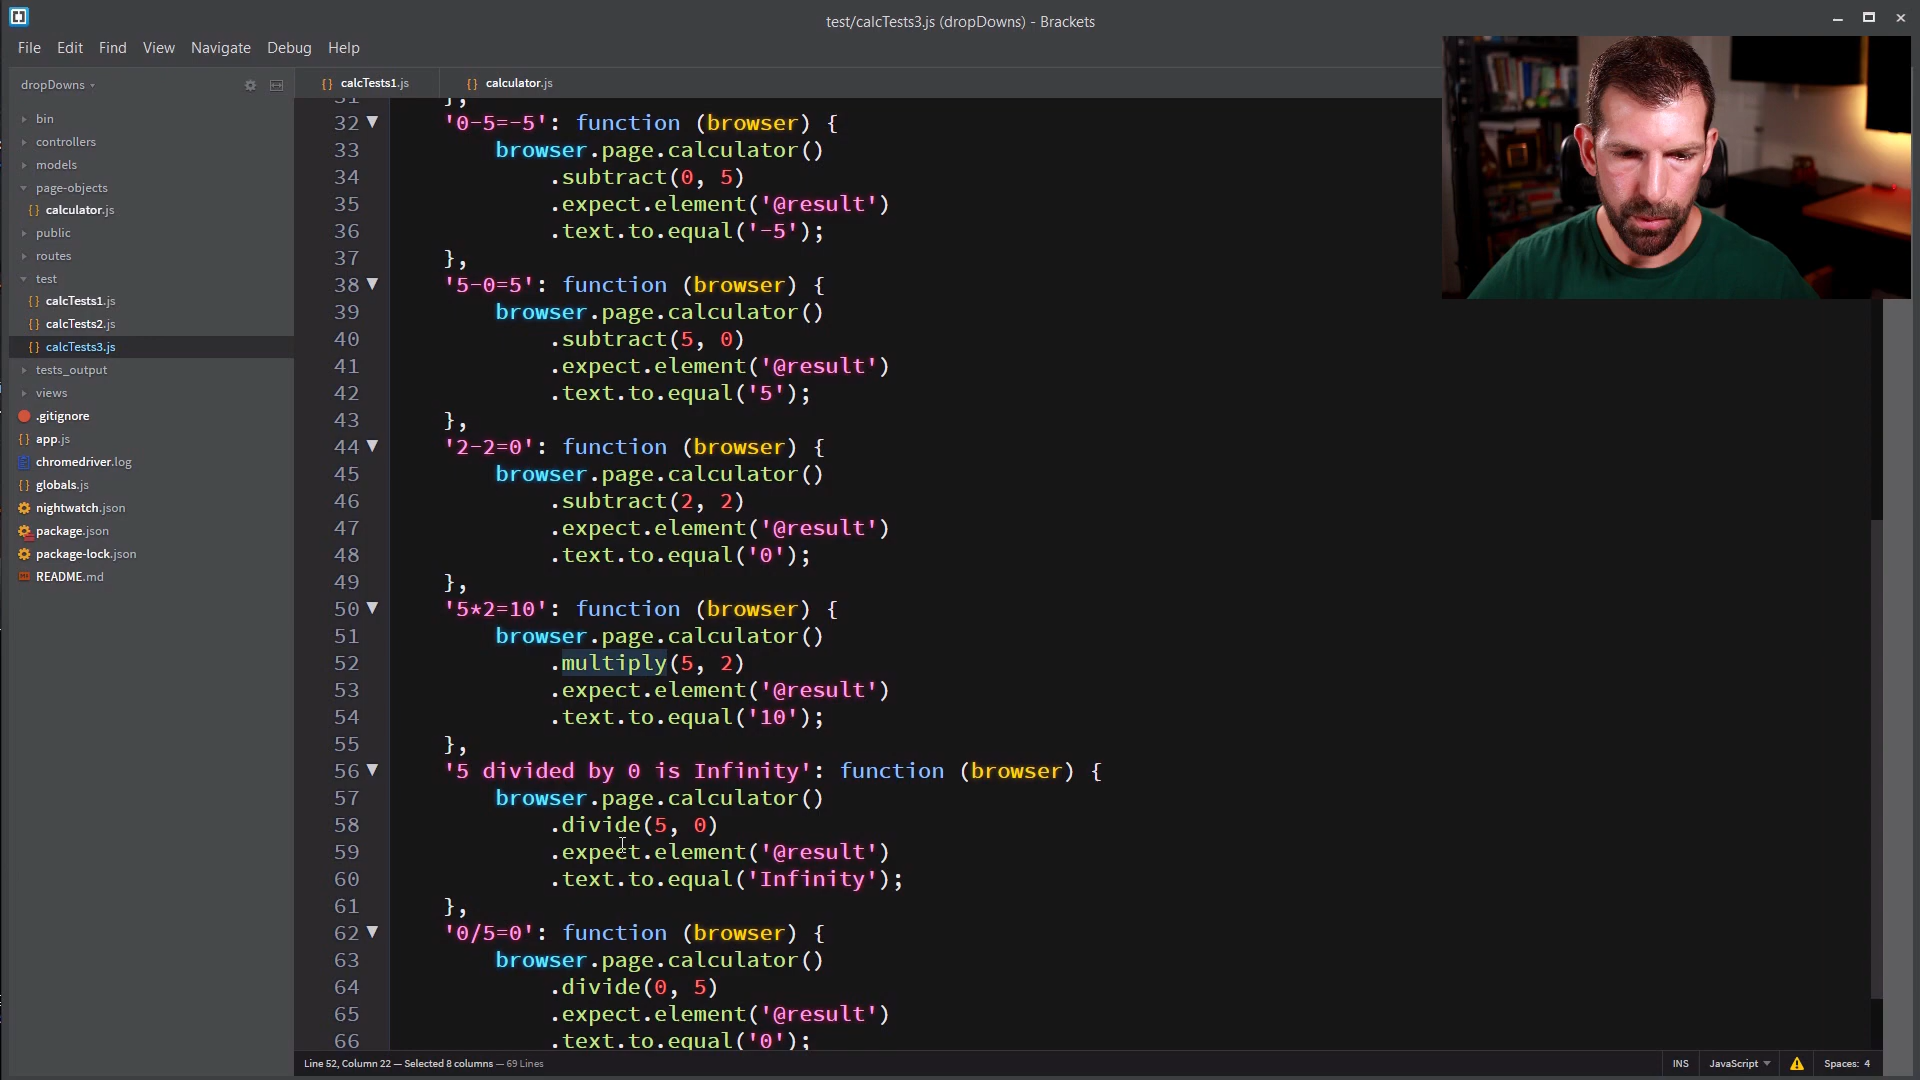 test/calcTests3.js (dropDowns) - Brackets
File Edit Find View Navigate Debug Help
dropDowns
bin
controllers
models
page-objects
calculator.js
public
routes
test
calcTests1.js
calcTests2.js
calcTests3.js
tests_output
views
.gitignore
app.js
chromedriver.log
globals.js
nightwatch.json
package.json
package-lock.json
README.md
calcTests1.js calculator.js
31 },
32 '0-5=-5': function (browser) {
33 browser.page.calculator()
34 .subtract(0, 5)
35 .expect.element('@result')
36 .text.to.equal('-5');
37 },
38 '5-0=5': function (browser) {
39 browser.page.calculator()
40 .subtract(5, 0)
41 .expect.element('@result')
42 .text.to.equal('5');
43 },
44 '2-2=0': function (browser) {
45 browser.page.calculator()
46 .subtract(2, 2)
47 .expect.element('@result')
48 .text.to.equal('0');
49 },
50 '5*2=10': function (browser) {
51 browser.page.calculator()
52 .multiply(5, 2)
53 .expect.element('@result')
54 .text.to.equal('10');
55 },
56 '5 divided by 0 is Infinity': function (browser) {
57 browser.page.calculator()
58 .divide(5, 0)
59 .expect.element('@result')
60 .text.to.equal('Infinity');
61 },
62 '0/5=0': function (browser) {
63 browser.page.calculator()
64 .divide(0, 5)
65 .expect.element('@result')
66 .text.to.equal('0');
Line 52, Column 22 — Selected 8 columns — 69 Lines
INS JavaScript Spaces: 4